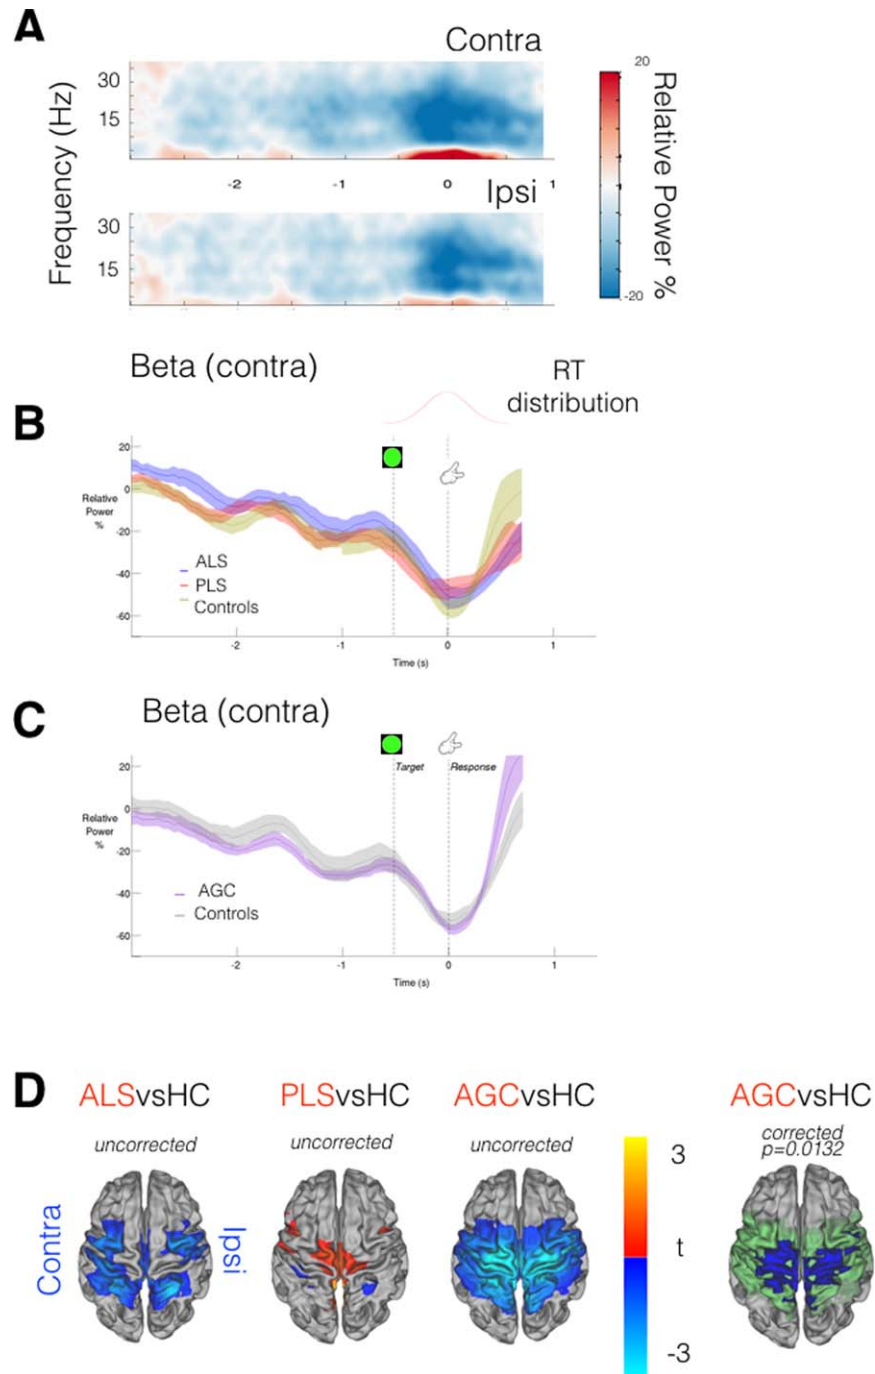 A
Contra
Frequency (Hz)
30
15
-2
-1
0
1
Ipsi
30
15
20
-20
Relative Power %
Beta (contra)
RT
distribution
B
20
0
-20
-40
-60
Relative
Power
%
ALS
PLS
Controls
-2
-1
0
1
Time (s)
C
Beta (contra)
Target
Response
20
0
-20
-40
-60
Relative
Power
%
AGC
Controls
-2
-1
0
1
Time (s)
D
ALSvsHC
PLSvsHC
AGCvsHC
AGCvsHC
uncorrected
uncorrected
uncorrected
corrected
p=0.0132
Contra
Ipsi
3
t
-3